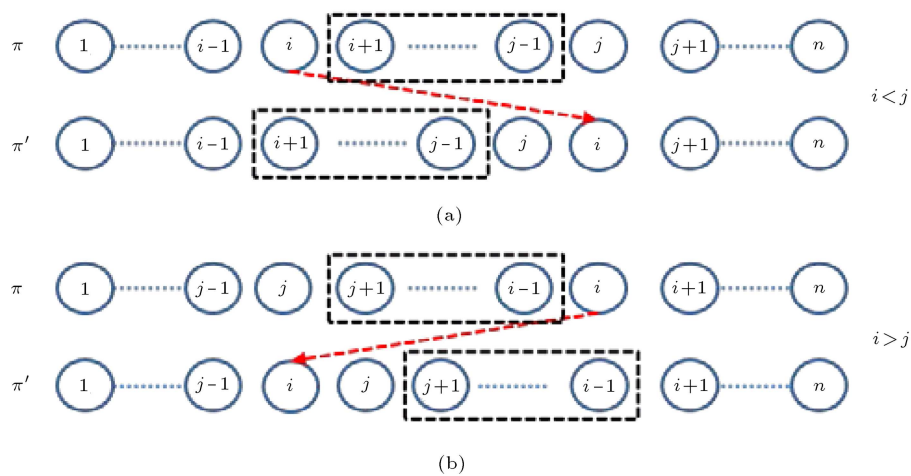 π 1 i−1 i i+1 j−1 j j+1 n
i<j
π′ 1 i−1 i+1 j−1 j i j+1 n
(a)
π 1 j−1 j j+1 i−1 i i+1 n
i>j
π′ 1 j−1 i j j+1 i−1 i+1 n
(b)